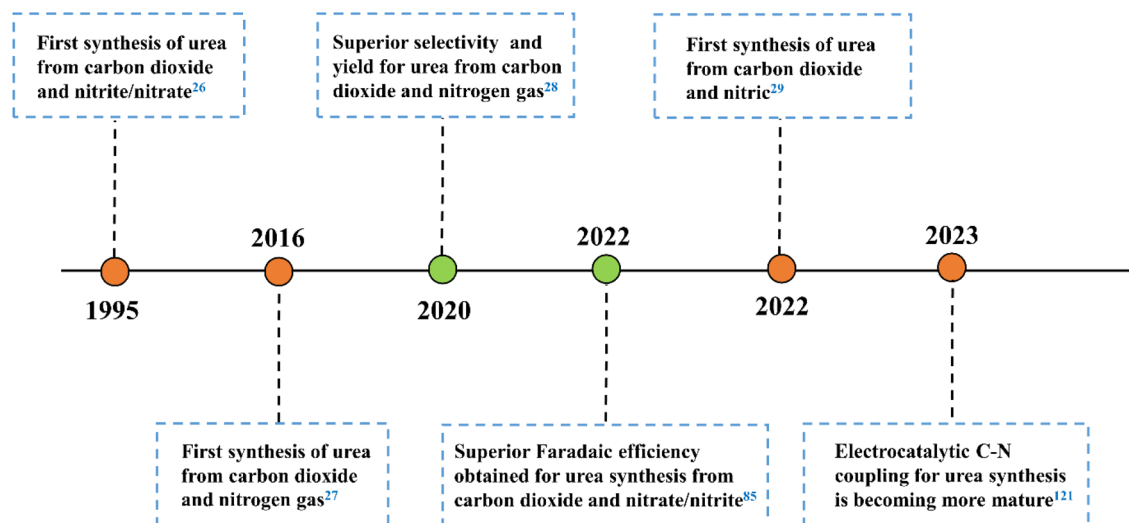 First synthesis of urea
from carbon dioxide
and nitrite/nitrate26
Superior selectivity and
yield for urea from carbon
dioxide and nitrogen gas28
First synthesis of urea
from carbon dioxide
and nitric29
2016
2022
2023
1995
2020
2022
First synthesis of urea
from carbon dioxide
and nitrogen gas27
Superior Faradaic efficiency
obtained for urea synthesis from
carbon dioxide and nitrate/nitrite85
Electrocatalytic C-N
coupling for urea synthesis
is becoming more mature121